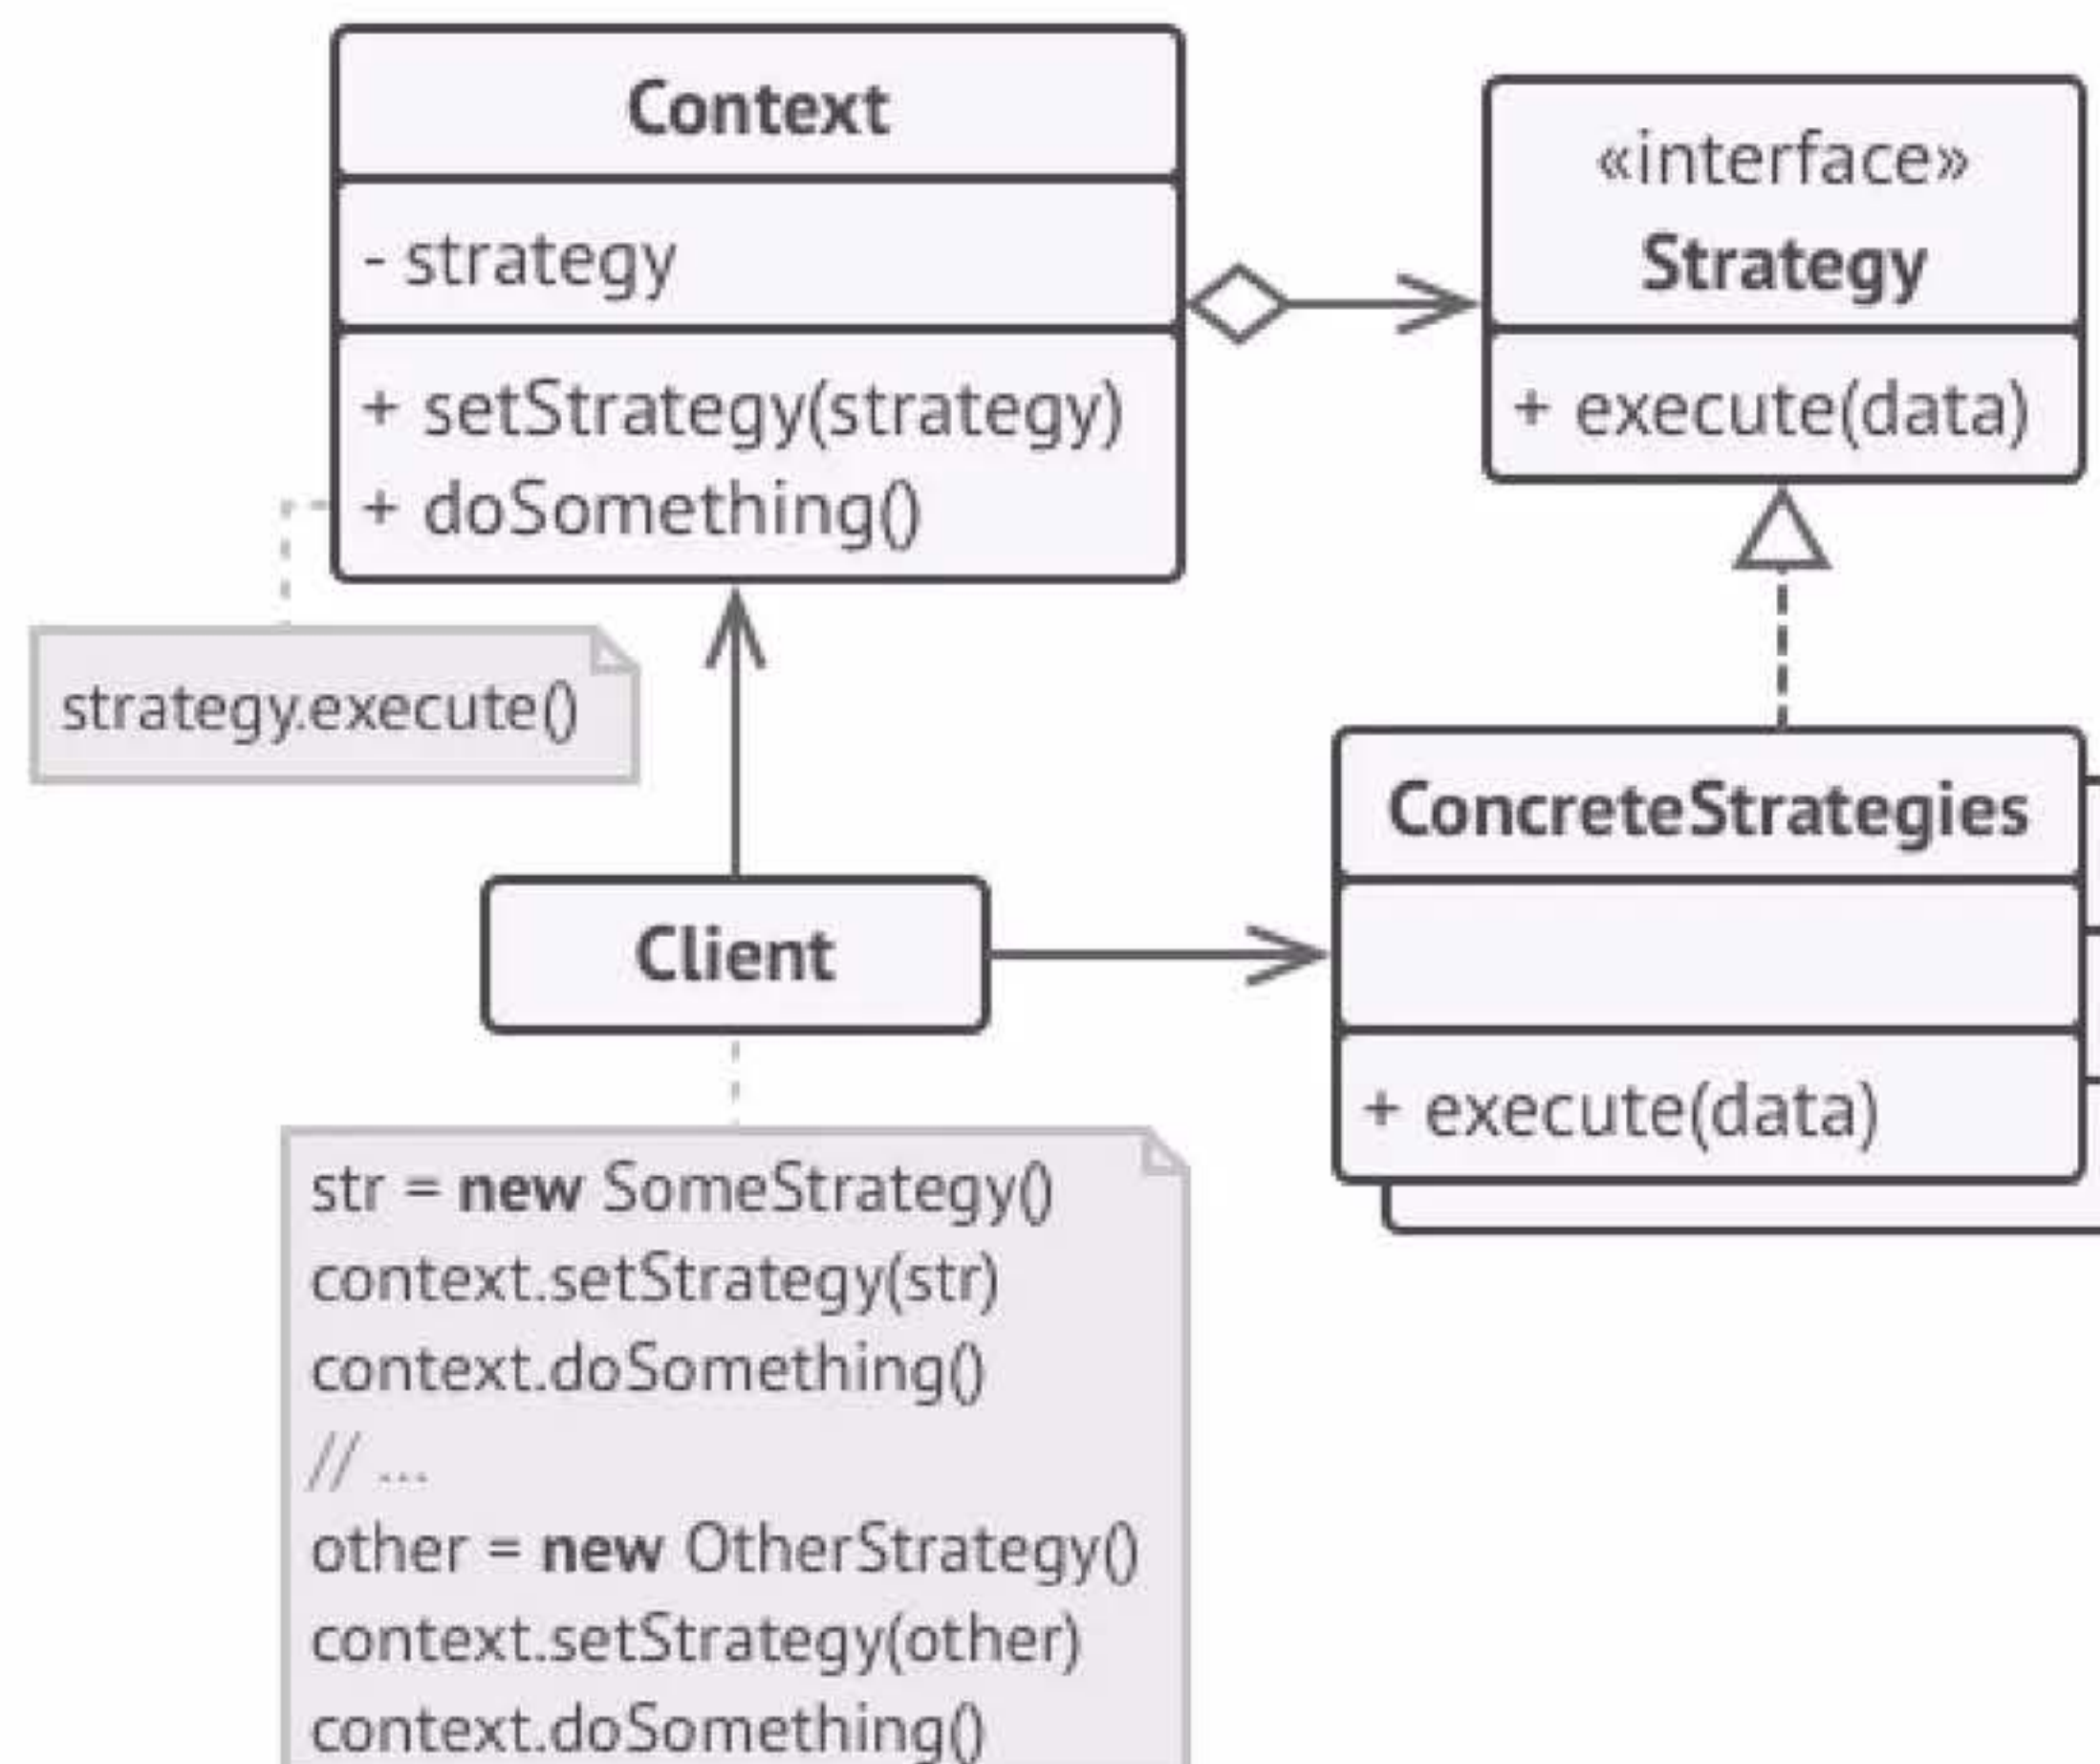 Context
- strategy
+ setStrategy(strategy)
+ doSomething()
«interface»
Strategy
+ execute(data)
strategy.execute()
Client
ConcreteStrategies
+ execute(data)
str = new SomeStrategy()
context.setStrategy(str)
context.doSomething()
// ...
other = new OtherStrategy()
context.setStrategy(other)
context.doSomething()